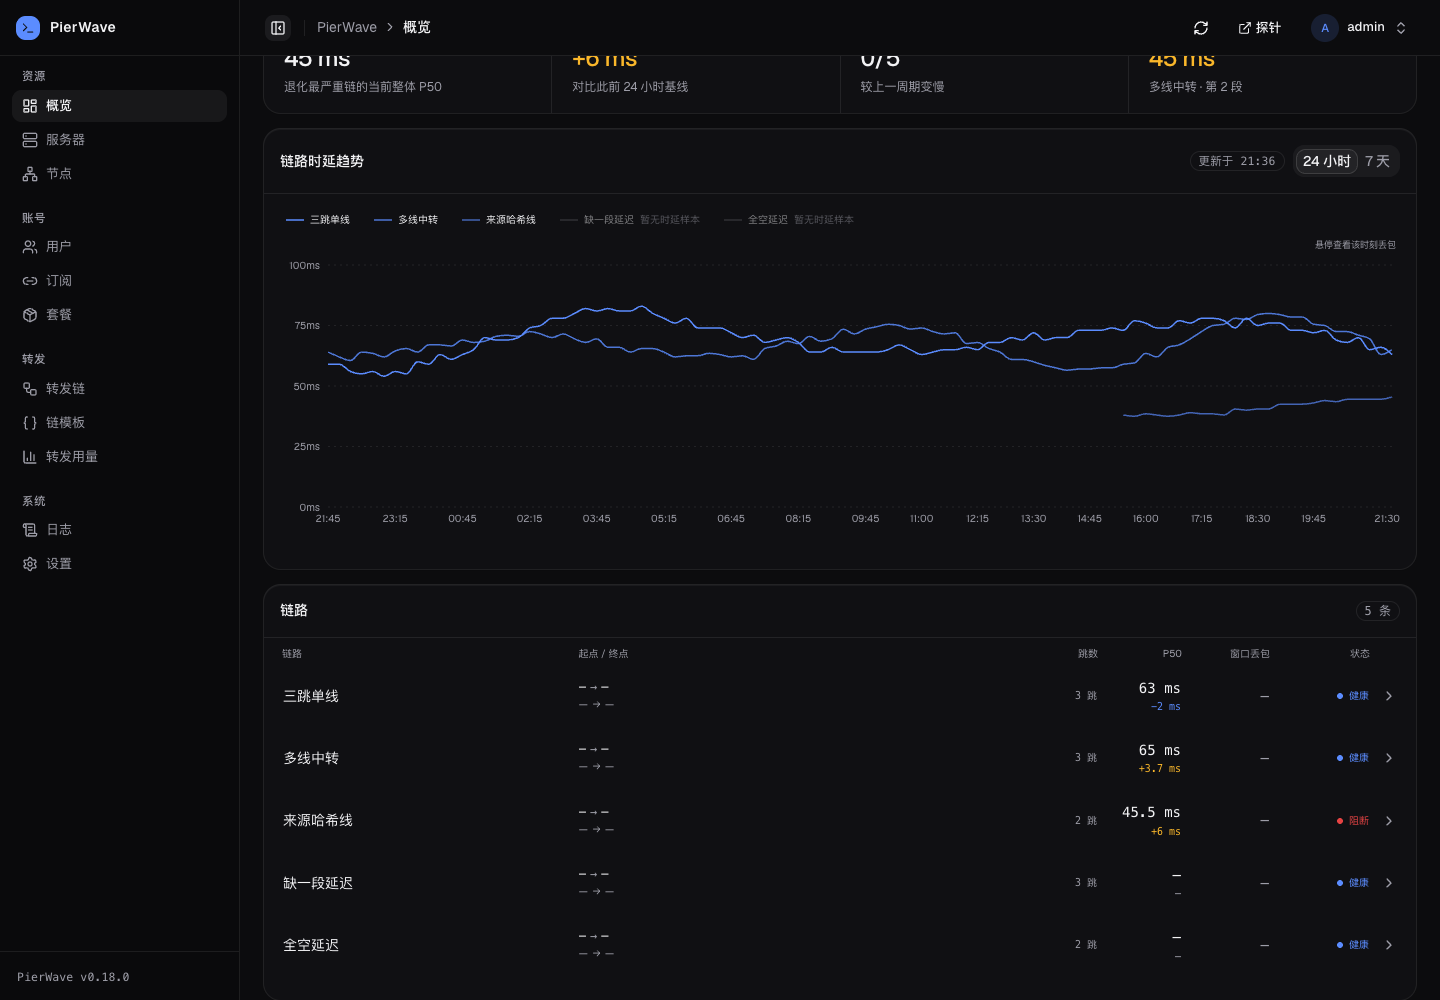 PierWave
PierWave > 概览
探针
A admin
资源
概览
服务器
节点
账号
用户
订阅
套餐
转发
转发链
链模板
转发用量
系统
日志
设置
PierWave v0.18.0
45 ms
+6 ms
0/5
45 ms
退化最严重链的当前整体 P50
对比此前 24 小时基线
较上一周期变慢
多线中转 · 第 2 段
链路时延趋势
更新于 21:36
24 小时
7 天
三跳单线
多线中转
来源哈希线
缺一段延迟 暂无时延样本
全空延迟 暂无时延样本
悬停查看该时刻丢包
100ms
75ms
50ms
25ms
0ms
21:45 23:15 00:45 02:15 03:45 05:15 06:45 08:15 09:45 11:00 12:15 13:30 14:45 16:00 17:15 18:30 19:45 21:30
链路
5 条
链路 起点 / 终点 跳数 P50 窗口丢包 状态
三跳单线 — → — 3 跳 63 ms — 健康
— → — −2 ms
多线中转 — → — 3 跳 65 ms — 健康
— → — +3.7 ms
来源哈希线 — → — 2 跳 45.5 ms — 阻断
— → — +6 ms
缺一段延迟 — → — 3 跳 — — 健康
— → — —
全空延迟 — → — 2 跳 — — 健康
— → — —